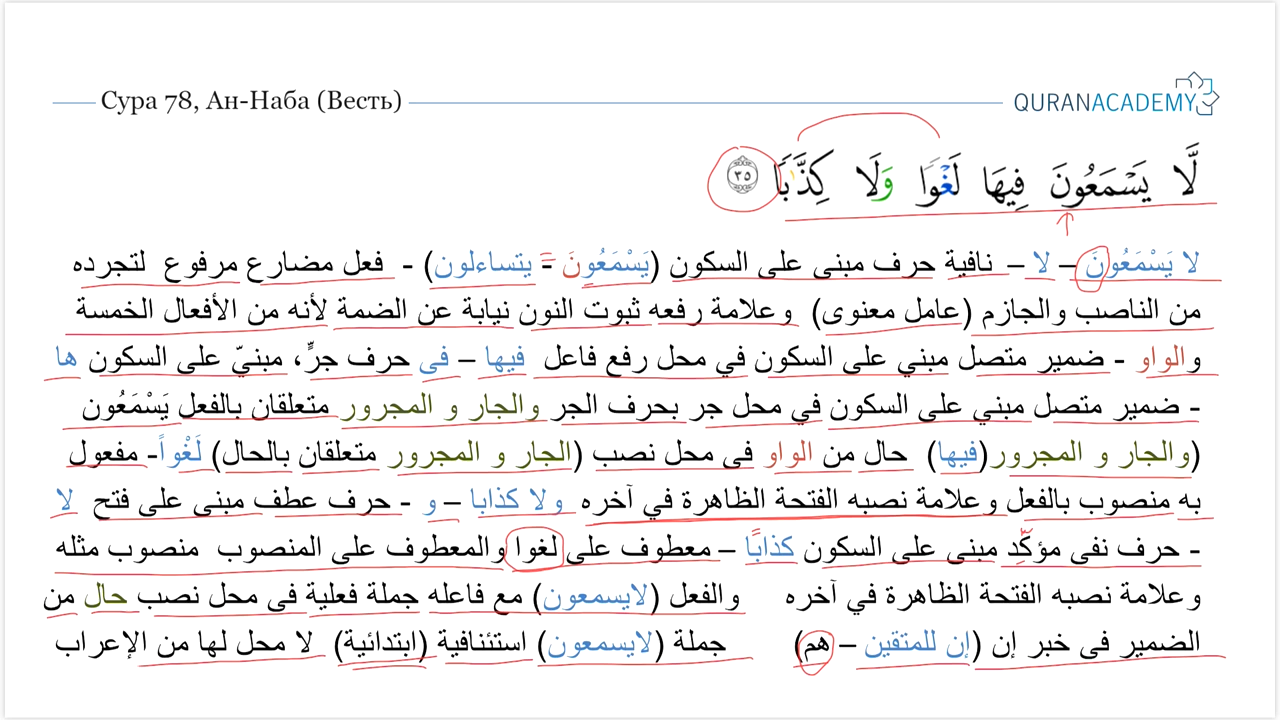 Сура 78, Ан-Наба (Весть)
QURANACADEMY
لَّا يَسْمَعُونَ فِيهَا لَغْوًا وَلَا كِذَّٰبًا ٣٥
لا يَسْمَعُونَ – لا – نافية حرف مبنى على السكون (يَسْمَعُونَ - يتساءلون) - فعل مضارع مرفوع لتجرده
من الناصب والجازم (عامل معنوى) وعلامة رفعه ثبوت النون نيابة عن الضمة لأنه من الأفعال الخمسة
والواو - ضمير متصل مبني على السكون في محل رفع فاعل فيها – فى حرف جرٍّ، مبنيّ على السكون ها
- ضمير متصل مبني على السكون في محل جر بحرف الجر والجار و المجرور متعلقان بالفعل يَسْمَعُون
(والجار و المجرور(فيها) حال من الواو فى محل نصب (الجار و المجرور متعلقان بالحال) لَغْواً- مفعول
به منصوب بالفعل وعلامة نصبه الفتحة الظاهرة في آخره ولا كذابا – و - حرف عطف مبنى على فتح لا
- حرف نفى مؤكِّد مبنى على السكون كذابًا – معطوف على لغوا والمعطوف على المنصوب منصوب مثله
وعلامة نصبه الفتحة الظاهرة في آخره والفعل (لايسمعون) مع فاعله جملة فعلية فى محل نصب حال من
الضمير فى خبر إن (إن للمتقين – هم) جملة (لايسمعون) استئنافية (ابتدائية) لا محل لها من الإعراب